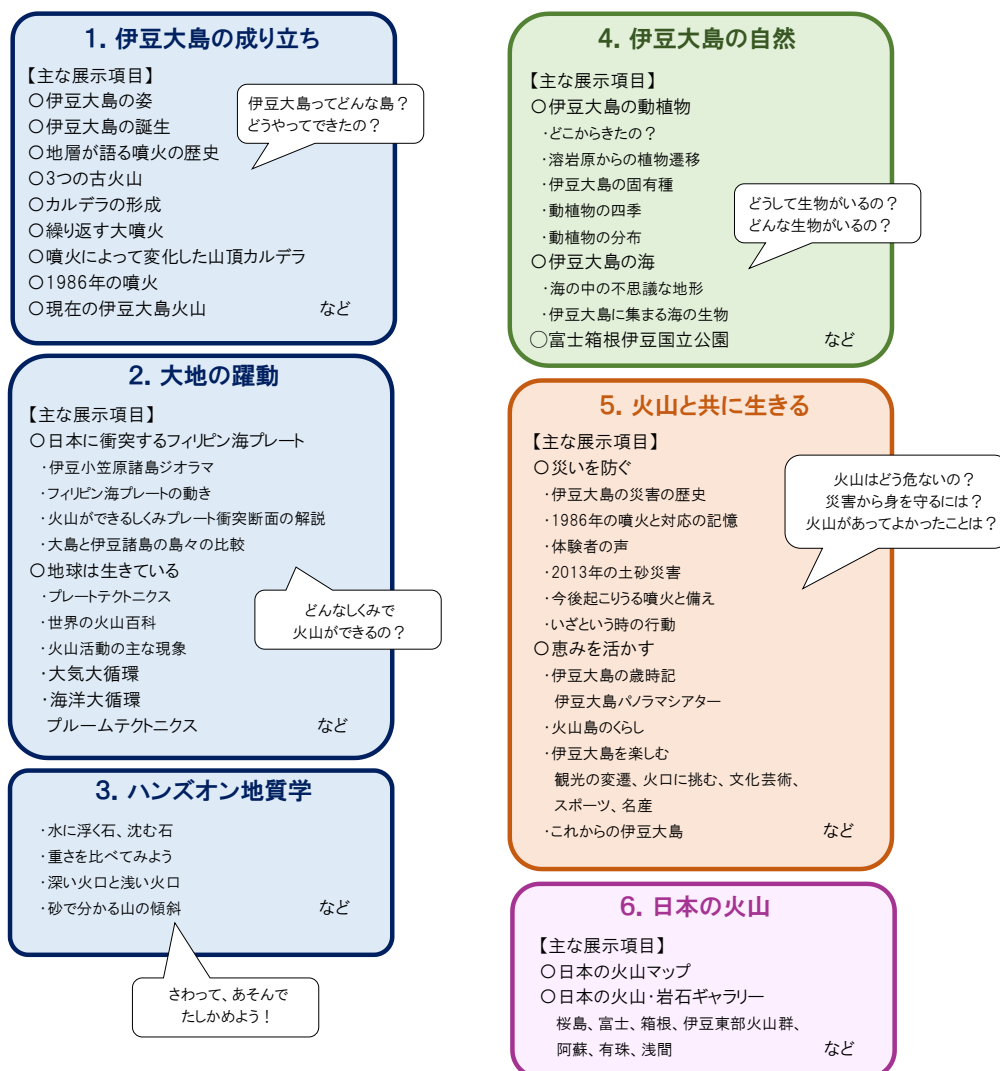 1. 伊豆大島の成り立ち
【主な展示項目】
○伊豆大島の姿
○伊豆大島の誕生
○地層が語る噴火の歴史
○3つの古火山
○カルデラの形成
○繰り返す大噴火
○噴火によって変化した山頂カルデラ
○1986年の噴火
○現在の伊豆大島火山 など
伊豆大島ってどんな島？
どうやってできたの？
2. 大地の躍動
【主な展示項目】
○日本に衝突するフィリピン海プレート
・伊豆小笠原諸島ジオラマ
・フィリピン海プレートの動き
・火山ができるしくみプレート衝突断面の解説
・大島と伊豆諸島の島々の比較
○地球は生きている
・プレートテクトニクス
・世界の火山百科
・火山活動の主な現象
・大気大循環
・海洋大循環
プルームテクトニクス など
どんなしくみで
火山ができるの？
3. ハンズオン地質学
・水に浮く石、沈む石
・重さを比べてみよう
・深い火口と浅い火口
・砂で分かる山の傾斜 など
さわって、あそんで
たしかめよう！
4. 伊豆大島の自然
【主な展示項目】
○伊豆大島の動植物
・どこからきたの？
・溶岩原からの植物遷移
・伊豆大島の固有種
・動植物の四季
・動植物の分布
○伊豆大島の海
・海の中の不思議な地形
・伊豆大島に集まる海の生物
○富士箱根伊豆国立公園 など
どうして生物がいるの？
どんな生物がいるの？
5. 火山と共に生きる
【主な展示項目】
○災いを防ぐ
・伊豆大島の災害の歴史
・1986年の噴火と対応の記憶
・体験者の声
・2013年の土砂災害
・今後起こりうる噴火と備え
・いざという時の行動
○恵みを活かす
・伊豆大島の歳時記
伊豆大島パノラマシアター
・火山島のくらし
・伊豆大島を楽しむ
観光の変遷、火口に挑む、文化芸術、
スポーツ、名産
・これからの伊豆大島 など
火山はどう危ないの？
災害から身を守るには？
火山があってよかったことは？
6. 日本の火山
【主な展示項目】
○日本の火山マップ
○日本の火山・岩石ギャラリー
桜島、富士、箱根、伊豆東部火山群、
阿蘇、有珠、浅間 など